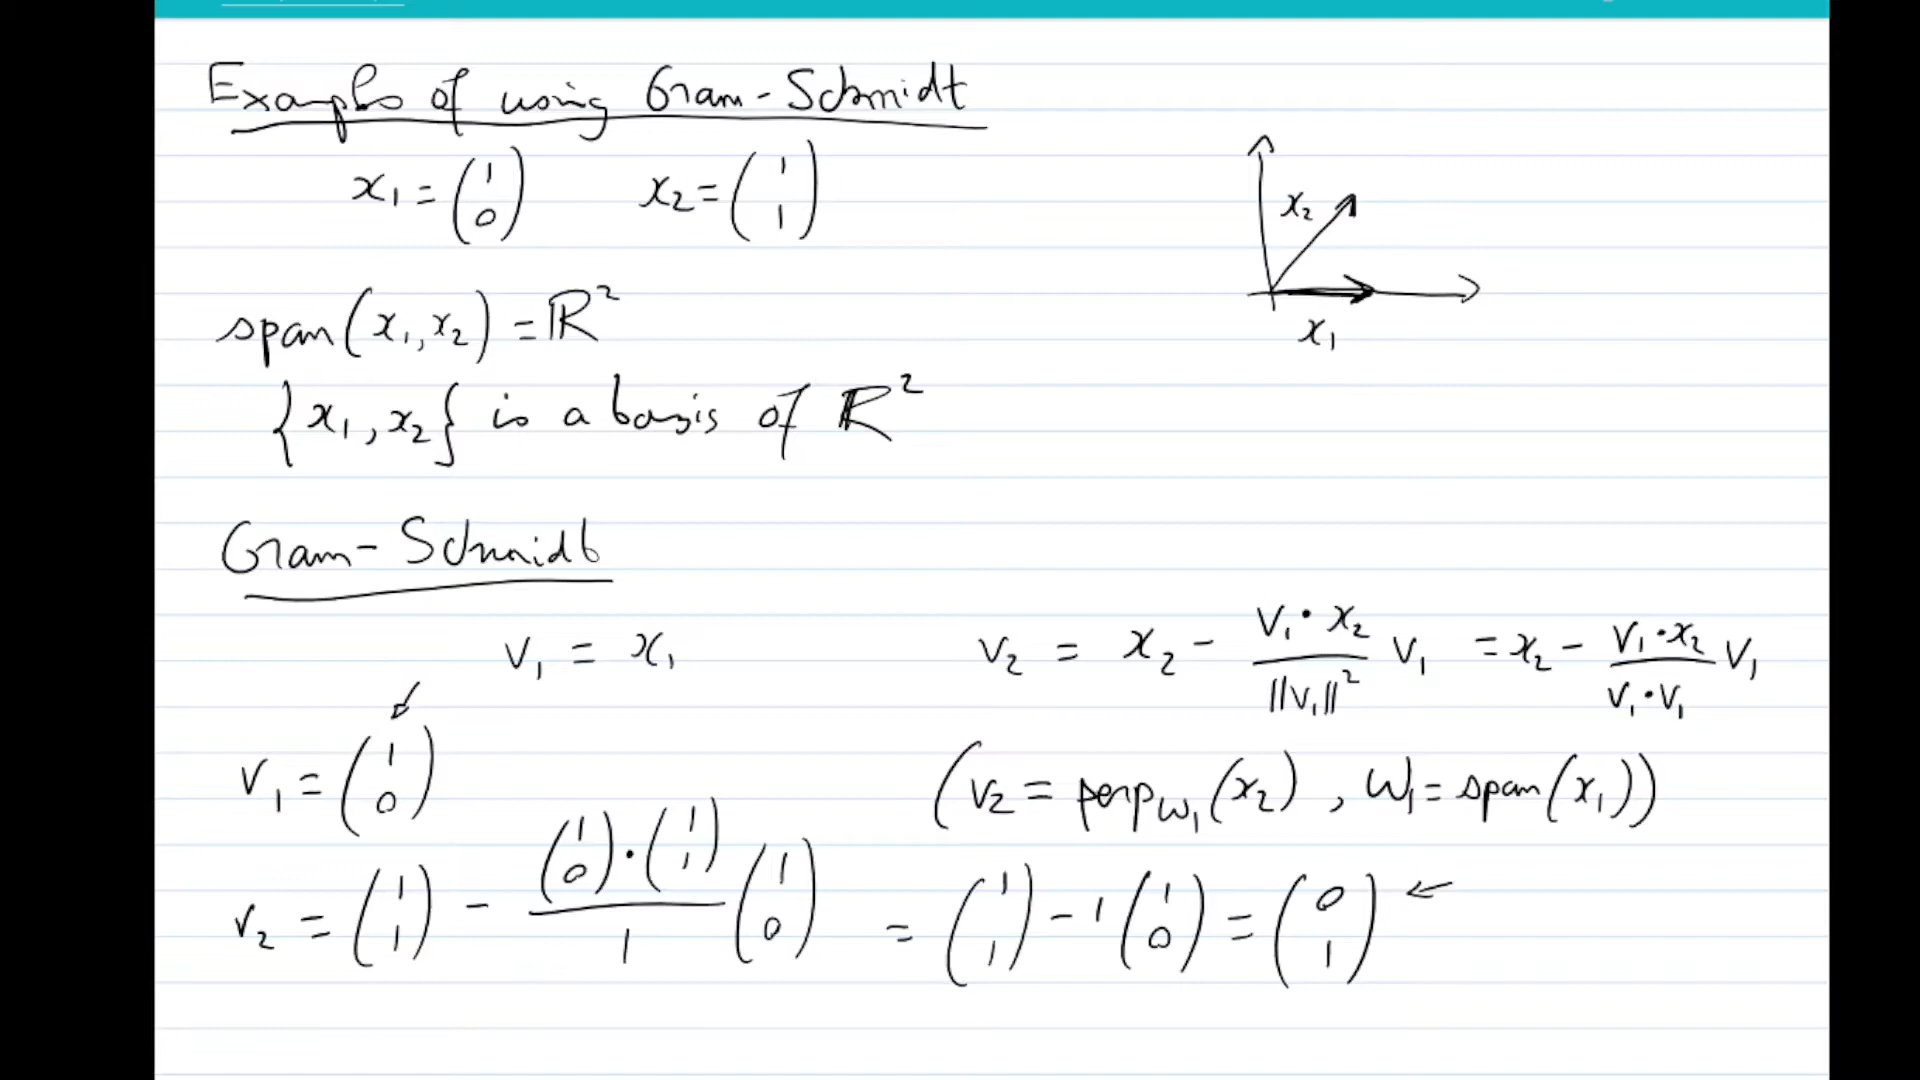 Examples of using Gram-Schmidt
x₁ = (1 0) x₂ = (1 1)
x₂
x₁
span(x₁, x₂) = ℝ²
{x₁, x₂} is a basis of ℝ²
Gram-Schmidt
v₁ = x₁ v₂ = x₂ - (v₁ · x₂)/‖v₁‖² v₁ = x₂ - (v₁ · x₂)/(v₁ · v₁) v₁
v₁ = (1 0) (v₂ = perp_W₁(x₂), W₁ = span(x₁))
v₂ = (1 1) - ((1 0) · (1 1))/1 (1 0) = (1 1) - 1 (1 0) = (0 1) ←